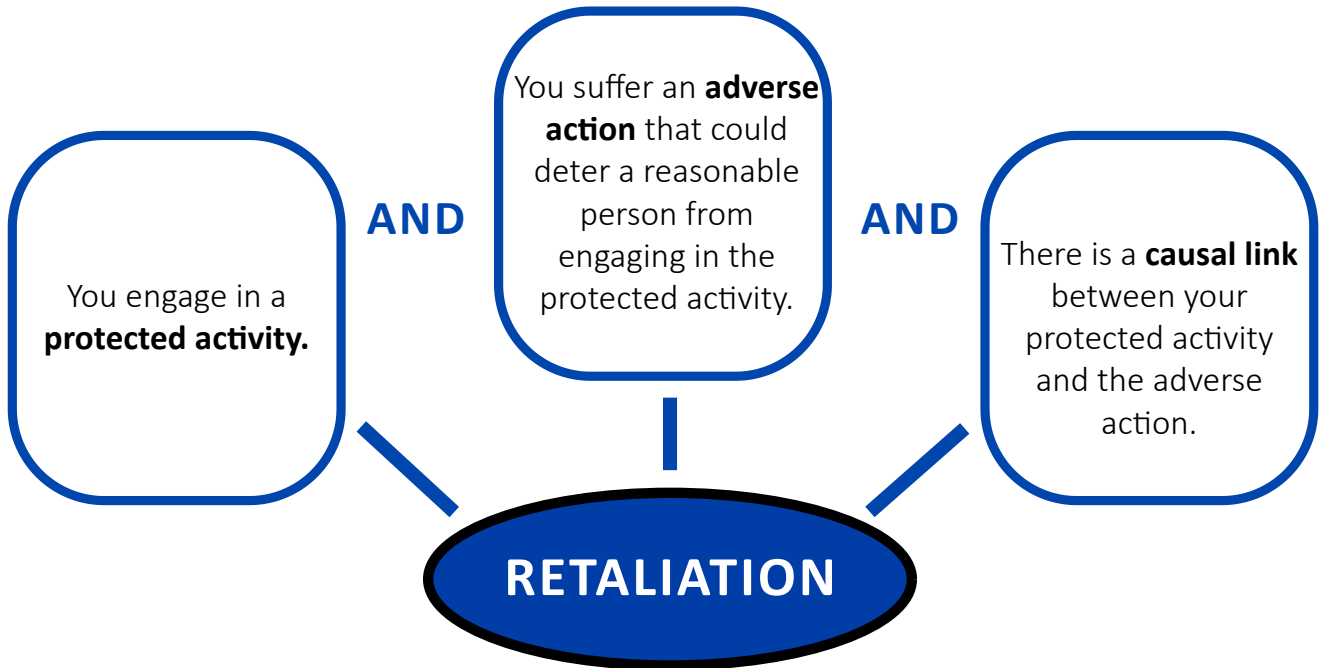 You engage in a
protected activity.
AND
You suffer an adverse
action that could
deter a reasonable
person from
engaging in the
protected activity.
AND
There is a causal link
between your
protected activity
and the adverse
action.
RETALIATION